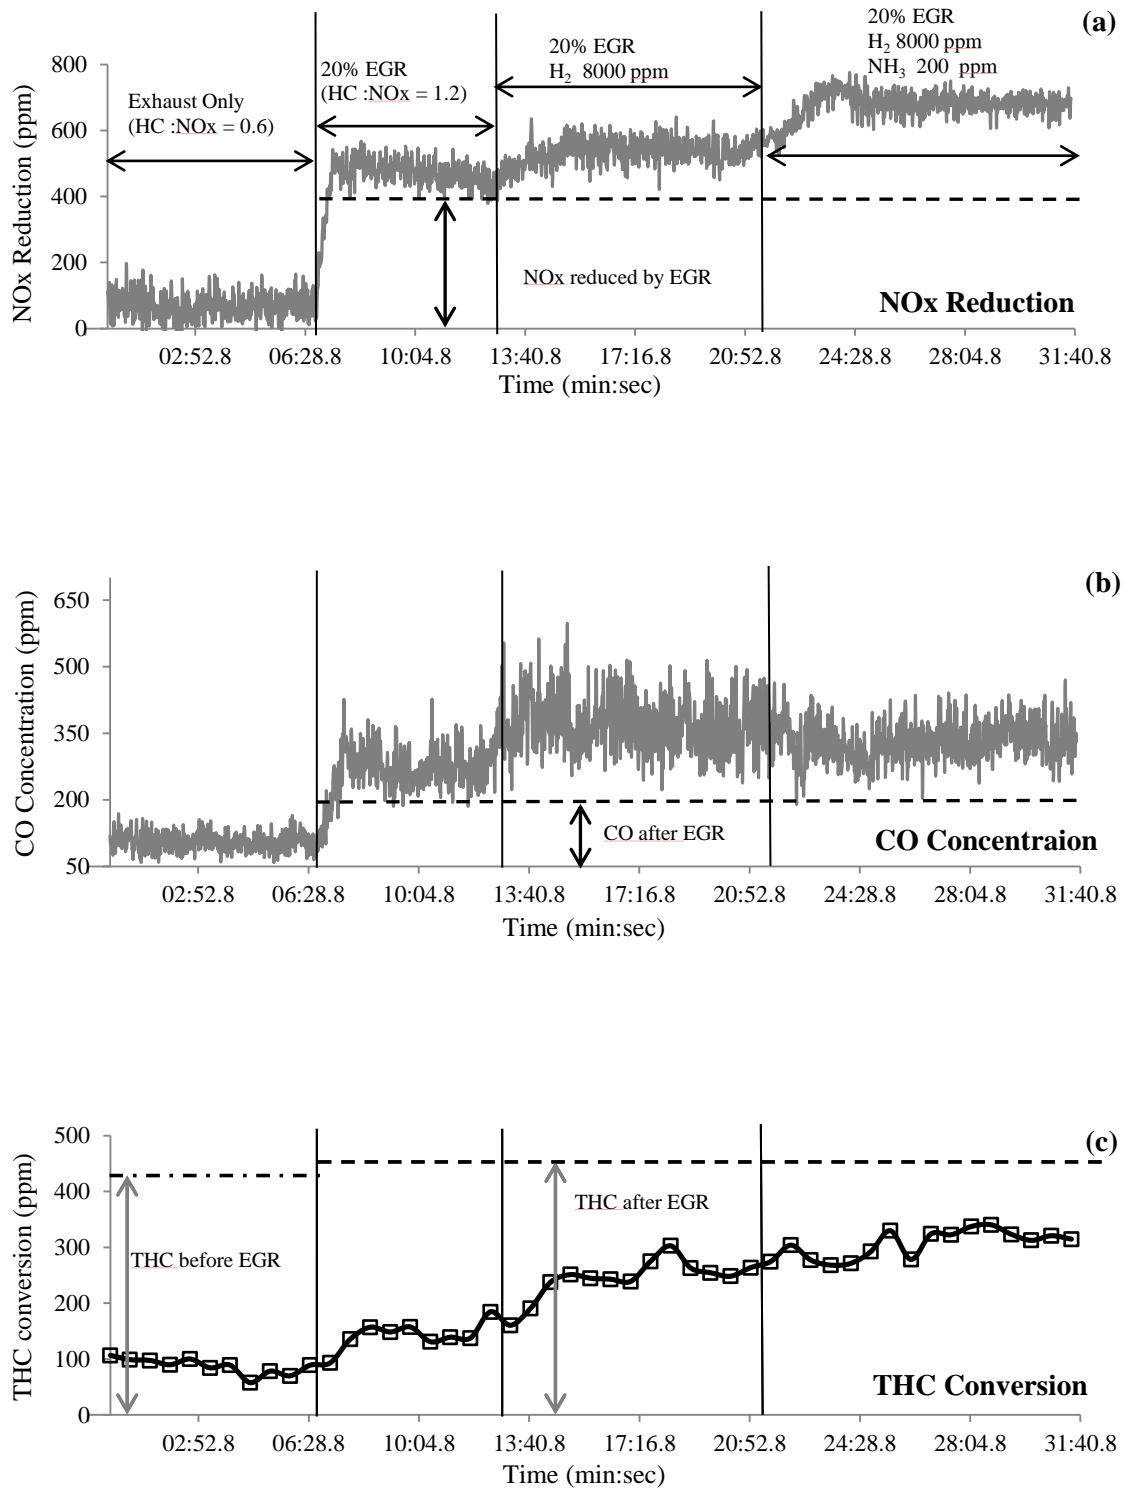 (a)
20% EGR
H2 8000 ppm
NH3 200 ppm
20% EGR
H2 8000 ppm
20% EGR
(HC :NOx = 1.2)
Exhaust Only
(HC :NOx = 0.6)
NOx Reduction (ppm)
800
600
400
200
0
NOx reduced by EGR
NOx Reduction
02:52.8 06:28.8 10:04.8 13:40.8 17:16.8 20:52.8 24:28.8 28:04.8 31:40.8
Time (min:sec)
(b)
CO Concentration (ppm)
650
500
350
200
50
CO after EGR
CO Concentraion
02:52.8 06:28.8 10:04.8 13:40.8 17:16.8 20:52.8 24:28.8 28:04.8 31:40.8
Time (min:sec)
(c)
THC conversion (ppm)
500
400
300
200
100
0
THC before EGR
THC after EGR
THC Conversion
02:52.8 06:28.8 10:04.8 13:40.8 17:16.8 20:52.8 24:28.8 28:04.8 31:40.8
Time (min:sec)